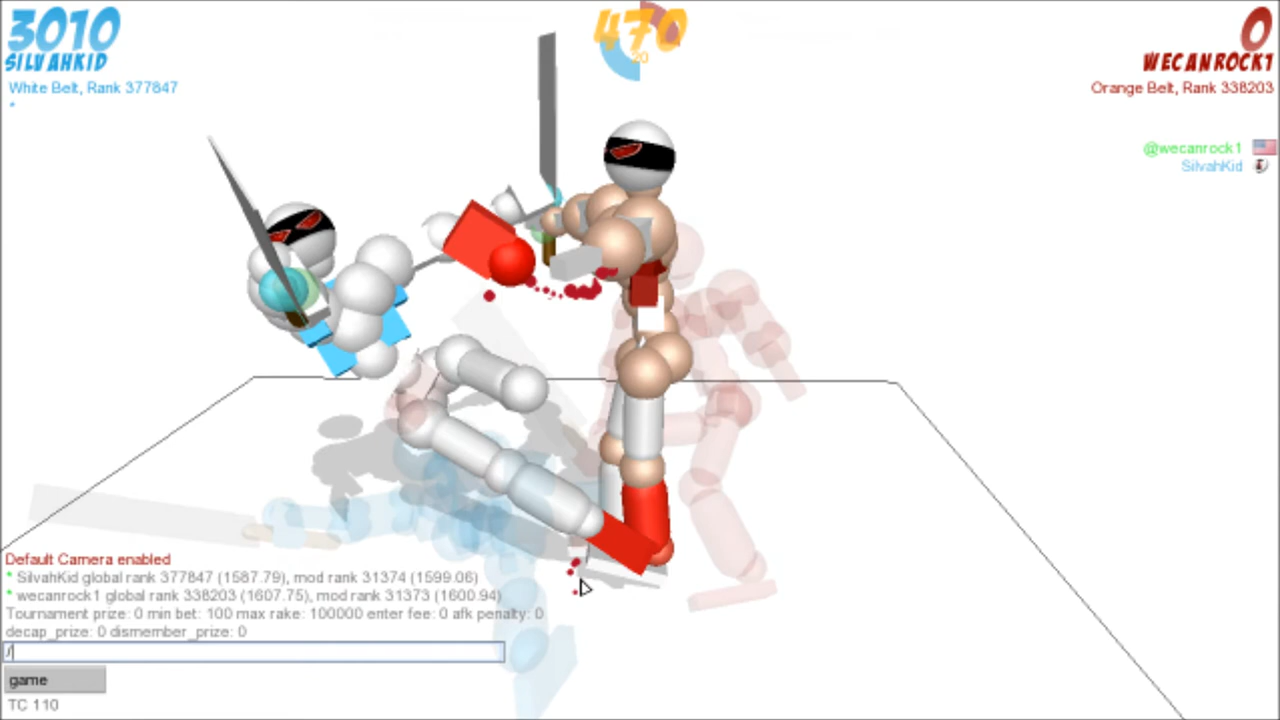 3010
SILVAHKID
White Belt, Rank 377847
*
470
20
0
WECANROCK1
Orange Belt, Rank 338203
@wecanrock1
SilvahKid
Default Camera enabled
* SilvahKid global rank 377847 (1587.79), mod rank 31374 (1599.06)
* wecanrock1 global rank 338203 (1607.75), mod rank 31373 (1600.94)
Tournament prize: 0 min bet: 100 max rake: 100000 enter fee: 0 afk penalty: 0
decap_prize: 0 dismember_prize: 0
/
game
TC 110